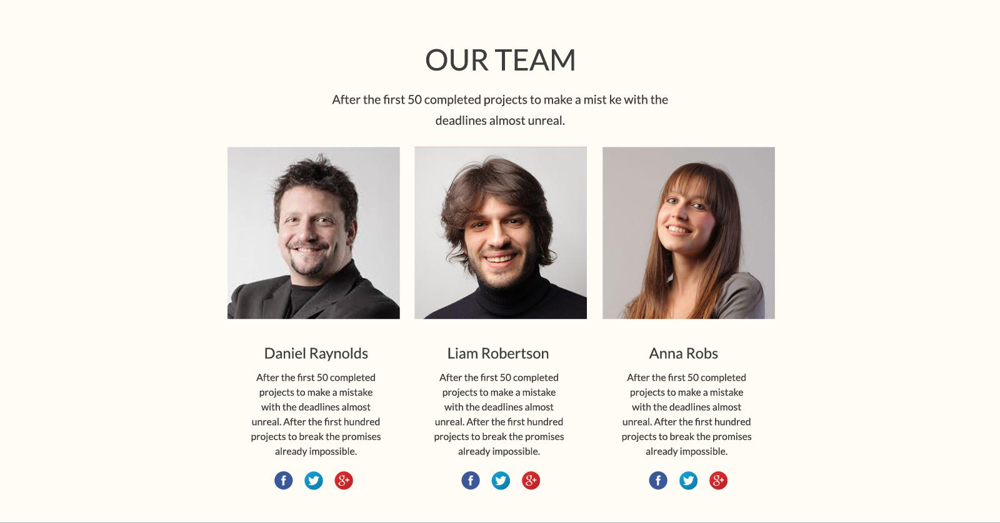 OUR TEAM
After the first 50 completed projects to make a mist ke with the
deadlines almost unreal.
Daniel Raynolds
After the first 50 completed
projects to make a mistake
with the deadlines almost
unreal. After the first hundred
projects to break the promises
already impossible.
f
g+
Liam Robertson
After the first 50 completed
projects to make a mistake
with the deadlines almost
unreal. After the first hundred
projects to break the promises
already impossible.
f
g+
Anna Robs
After the first 50 completed
projects to make a mistake
with the deadlines almost
unreal. After the first hundred
projects to break the promises
already impossible.
f
g+